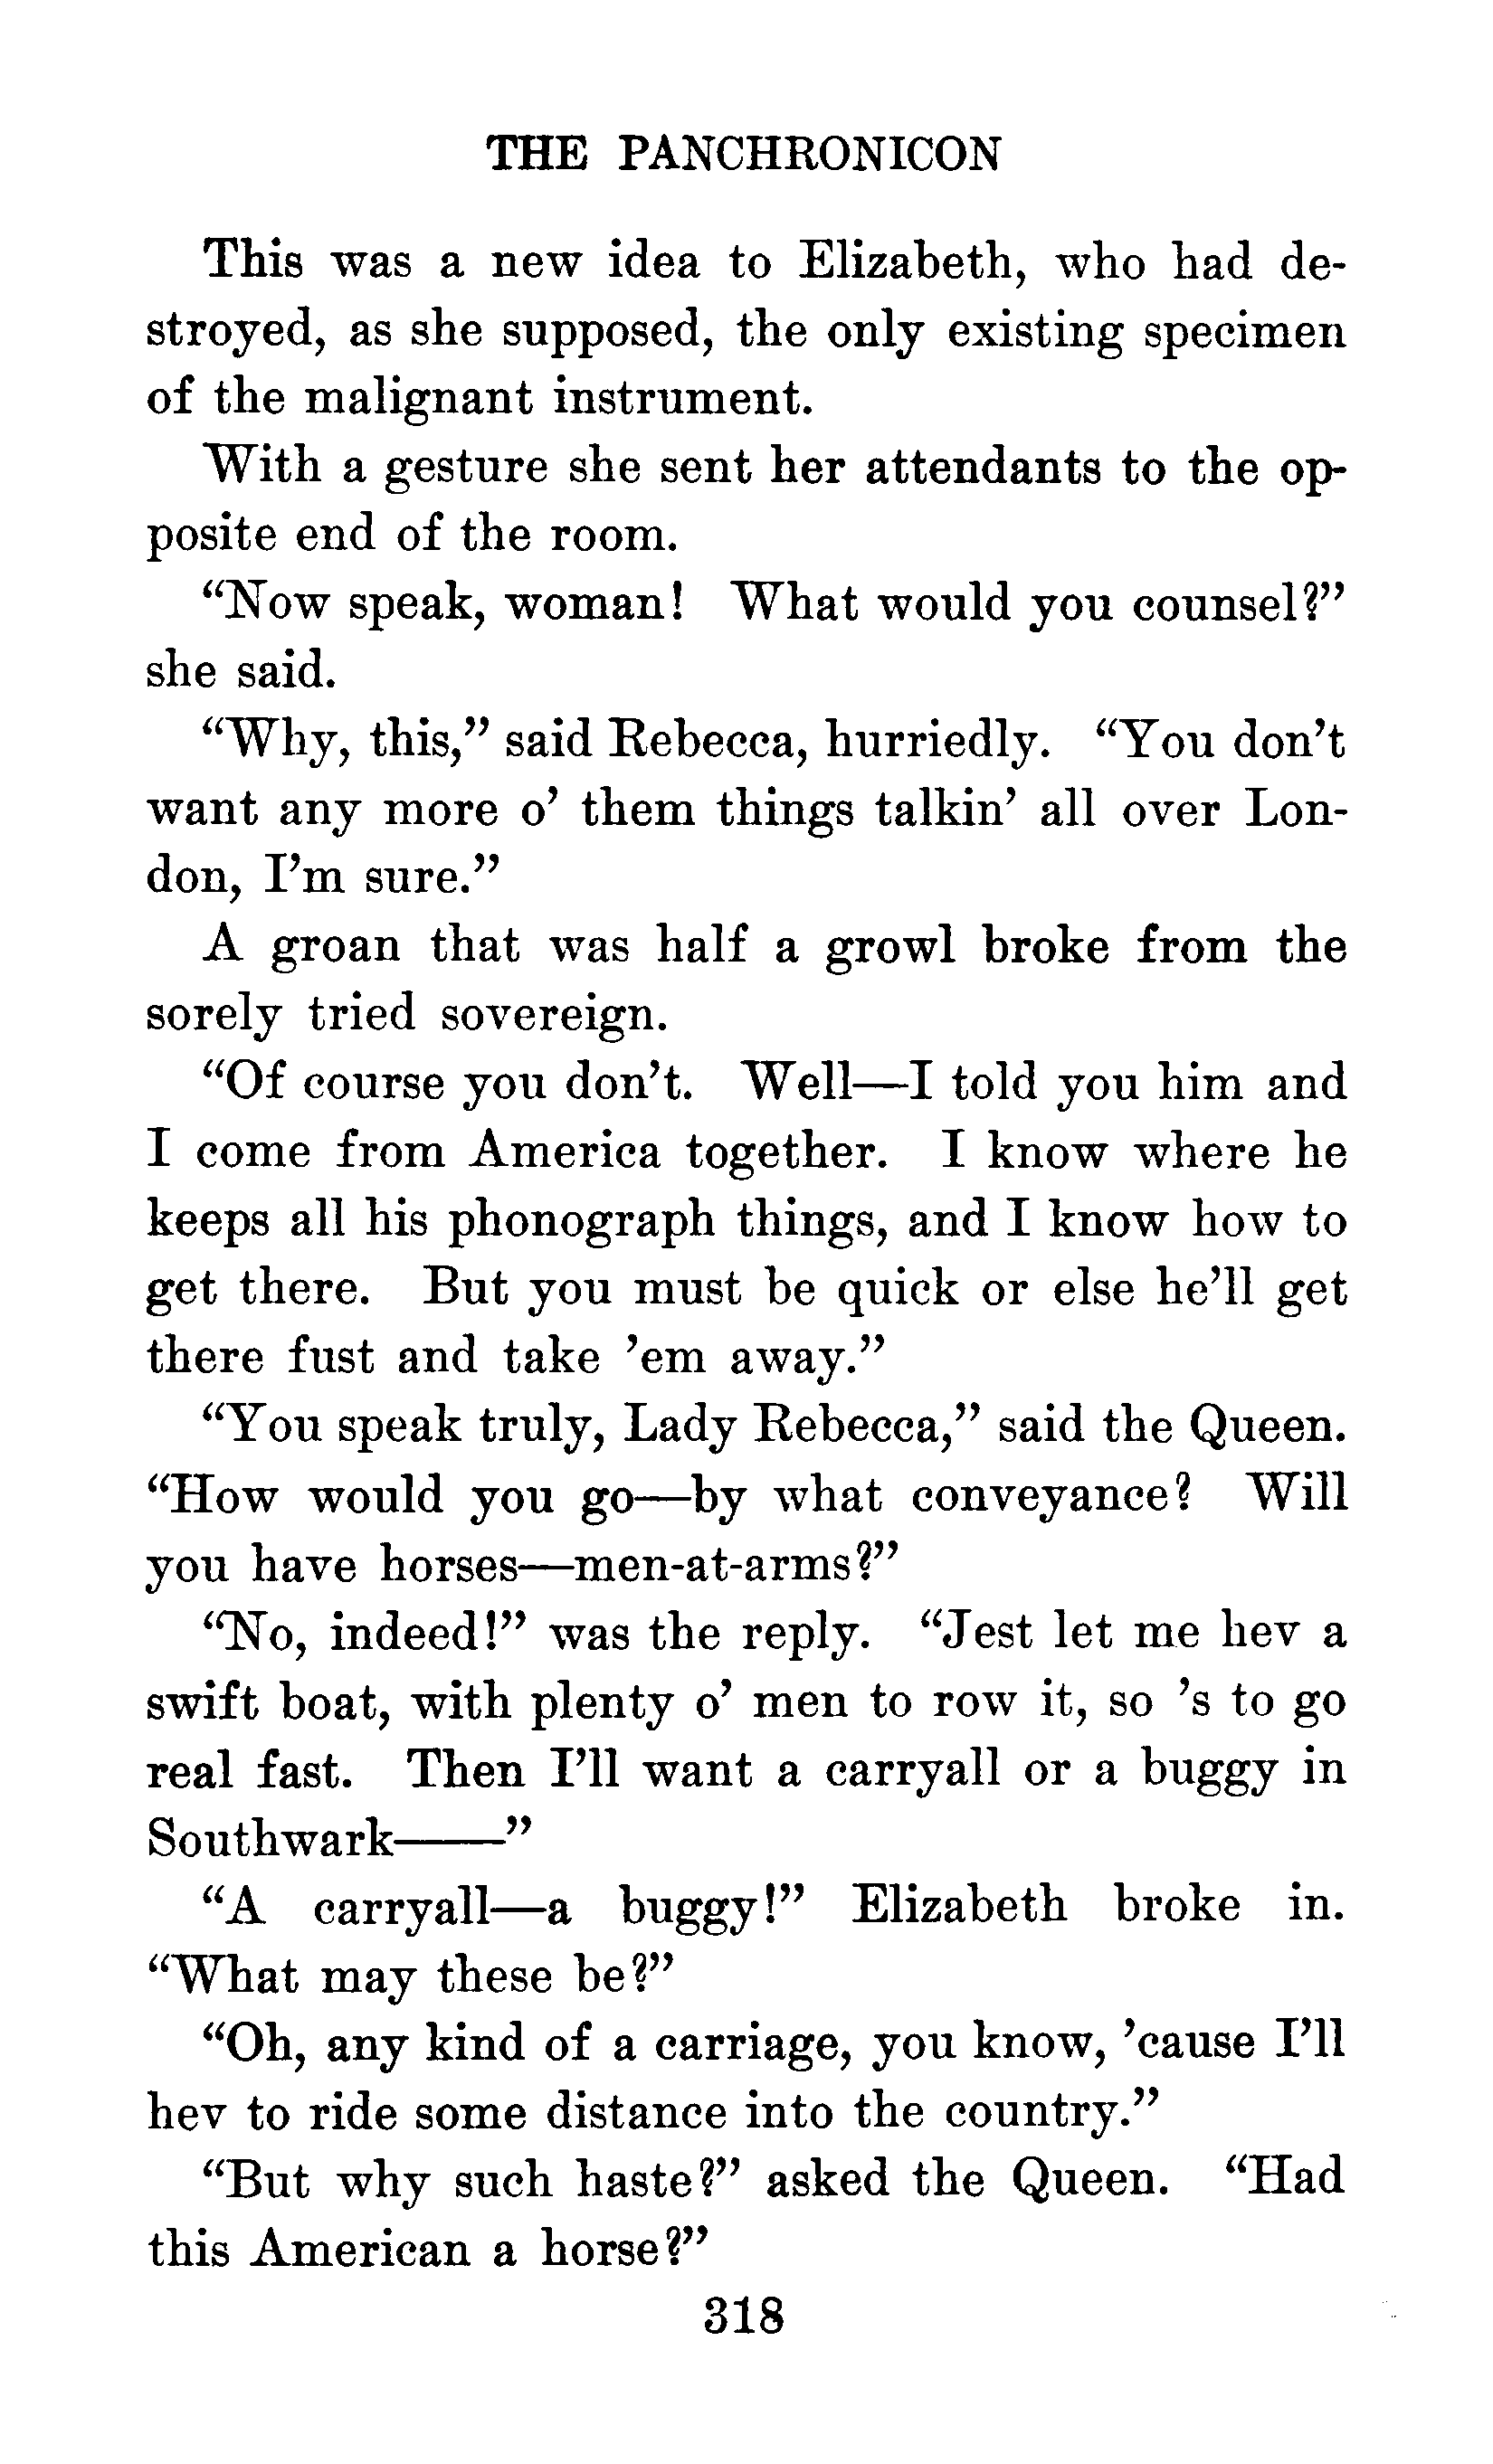 THE PANCHRONICON
This was a new idea to Elizabeth, who had de-
stroyed, as she supposed, the only existing specimen
of the malignant instrument.
With a gesture she sent her attendants to the op-
posite end of the room.
“Now speak, woman! What would you counsel?”
she said.
“Why, this,” said Rebecca, hurriedly. “You don’t
want any more o’ them things talkin’ all over Lon-
don, I’m sure.”
A groan that was half a growl broke from the
sorely tried sovereign.
“Of course you don’t. Well—I told you him and
I come from America together. I know where he
keeps all his phonograph things, and I know how to
get there. But you must be quick or else he’ll get
there fust and take ’em away.”
“You speak truly, Lady Rebecca,” said the Queen.
“How would you go—by what conveyance? Will
you have horses—men-at-arms?”
“No, indeed!” was the reply. “Jest let me hev a
swift boat, with plenty o’ men to row it, so ’s to go
real fast. Then I’ll want a carryall or a buggy in
Southwark——”
“A carryall—a buggy!” Elizabeth broke in.
“What may these be?”
“Oh, any kind of a carriage, you know, ’cause I’ll
hev to ride some distance into the country.”
“But why such haste?” asked the Queen. “Had
this American a horse?”
318